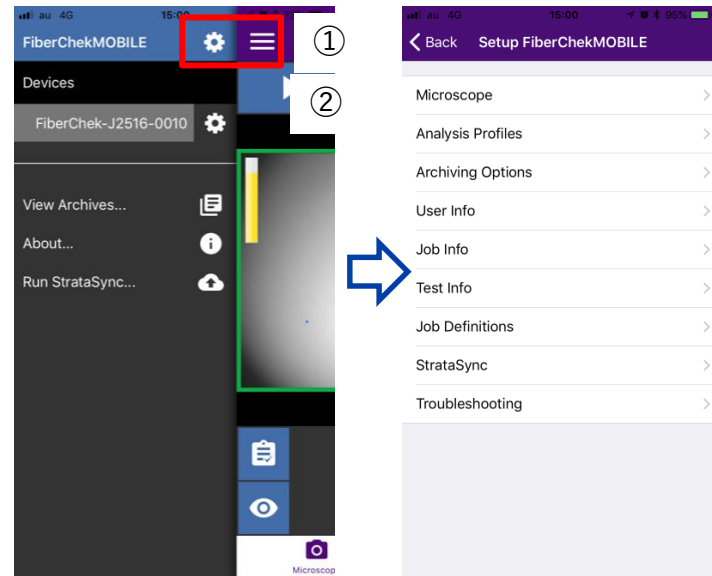 au 4G 15:00
FiberChekMOBILE
①
Devices
②
FiberChek-J2516-0010
View Archives...
About...
Run StrataSync...
Microscop
au 4G 15:00 95%
Back Setup FiberChekMOBILE
Microscope
Analysis Profiles
Archiving Options
User Info
Job Info
Test Info
Job Definitions
StrataSync
Troubleshooting